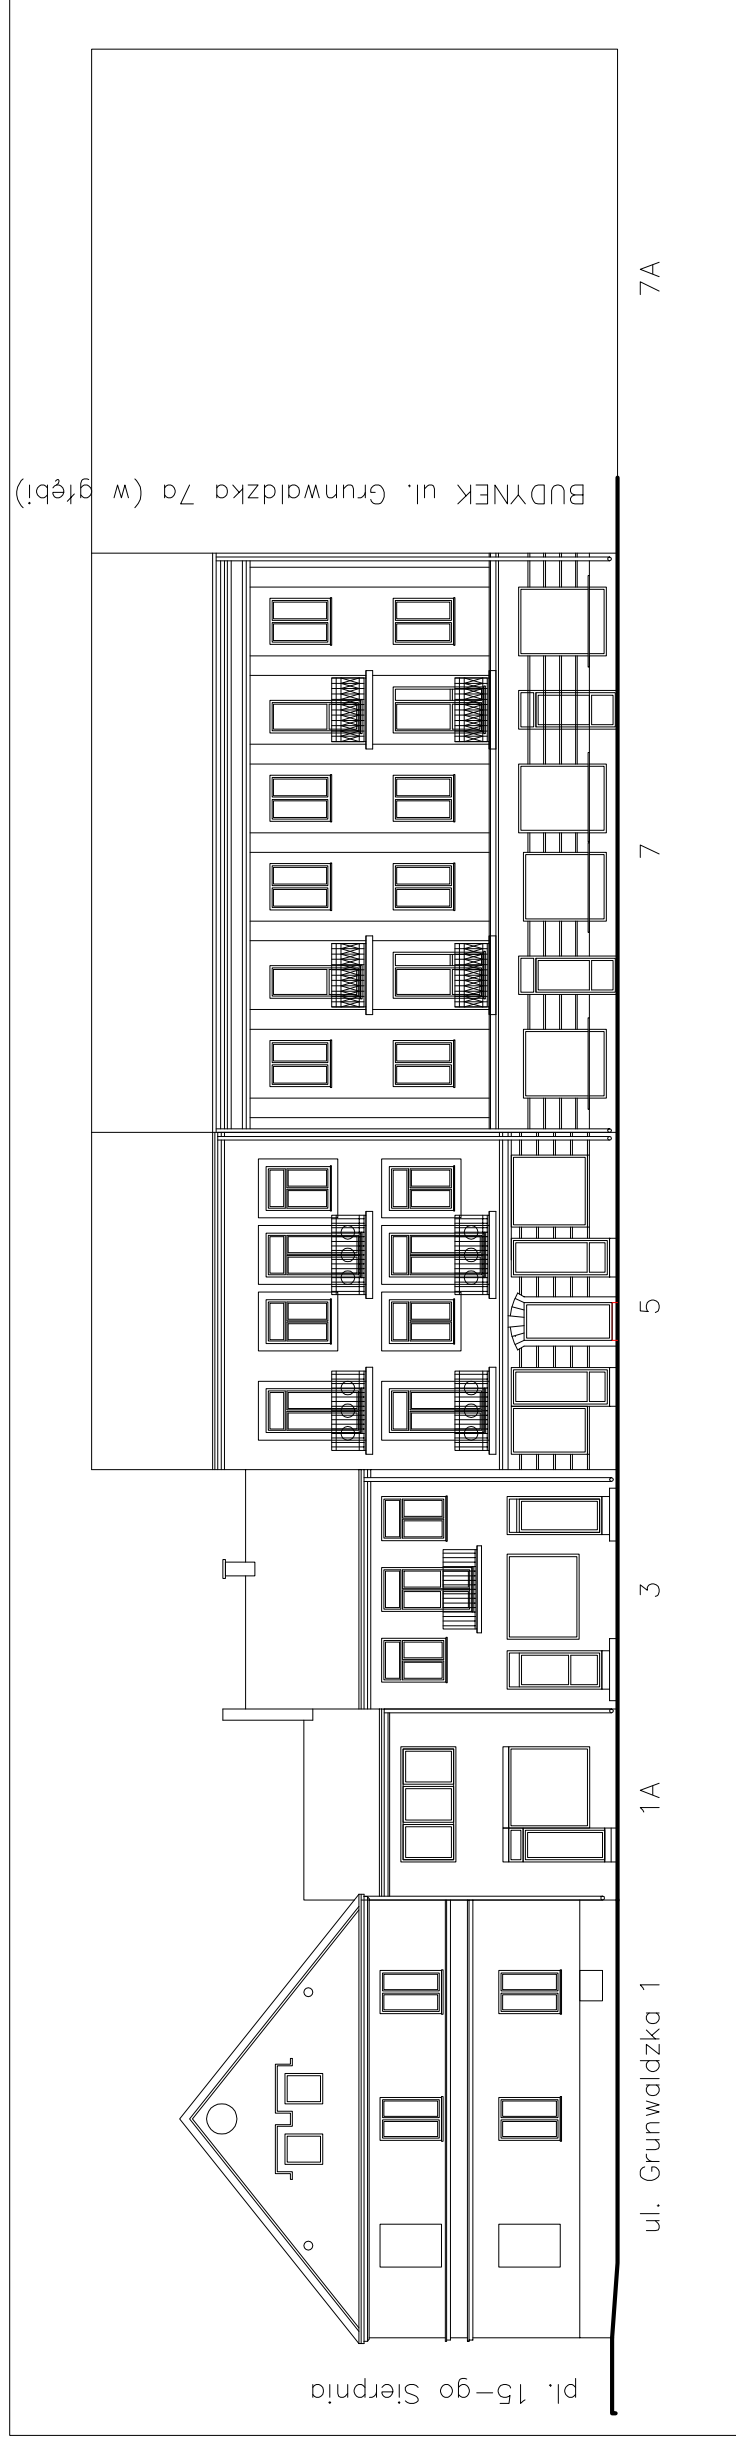 pl. 15-go Sierpnia
ul. Grunwaldzka 1
1A
3
5
7
BUDYNEK ul. Grunwaldzka 7a (w głębi)
7A